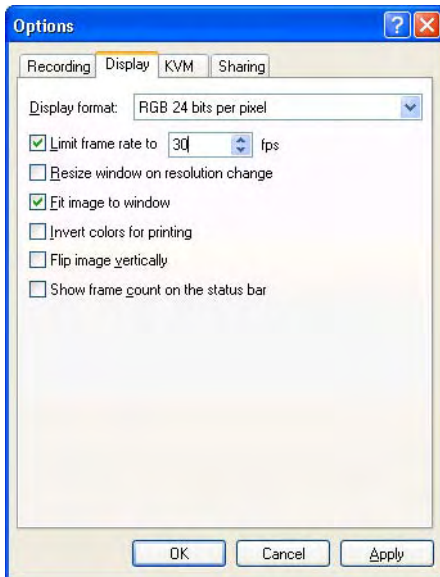 Options
Recording Display KVM Sharing
Display format: RGB 24 bits per pixel
Limit frame rate to 30 fps
Resize window on resolution change
Fit image to window
Invert colors for printing
Flip image vertically
Show frame count on the status bar
OK Cancel Apply